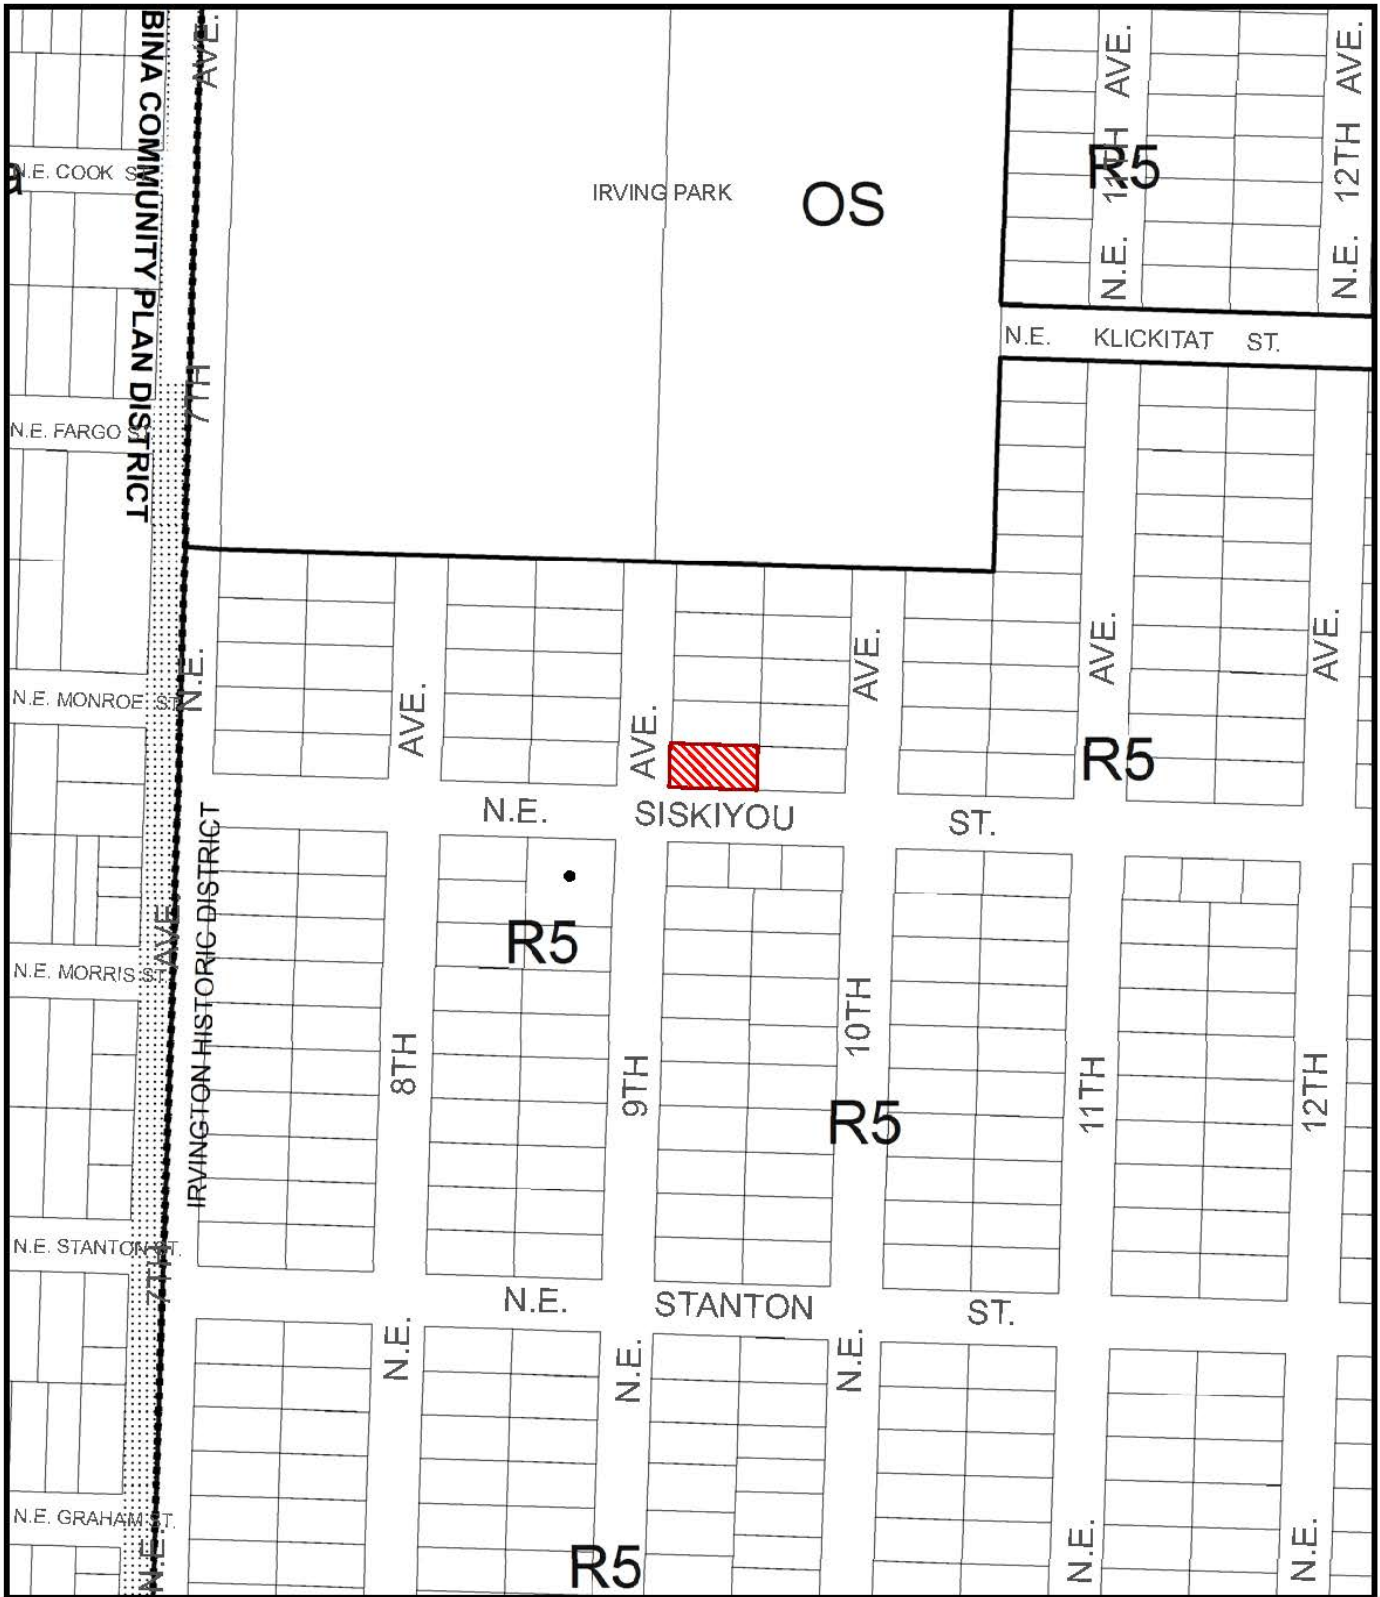 BINA COMMUNITY PLAN DISTRICT
AVE.
AVE.
AVE.
N.E. COOK ST
IRVING PARK
OS
R5
11TH
12TH
N.E.
N.E.
N.E. KLICKITAT ST.
7TH
N.E. FARGO S
N.E.
AVE.
AVE.
AVE.
AVE.
AVE.
N.E. MONROE ST.
R5
N.E. SISKIYOU ST.
IRVINGTON HISTORIC DISTRICT
AVE.
R5
N.E. MORRIS ST.
8TH
9TH
10TH
11TH
12TH
R5
N.E. STANTON ST.
7TH
N.E. STANTON ST.
N.E.
N.E.
N.E.
N.E. GRAHAM ST.
N.E.
R5
N.E.
N.E.